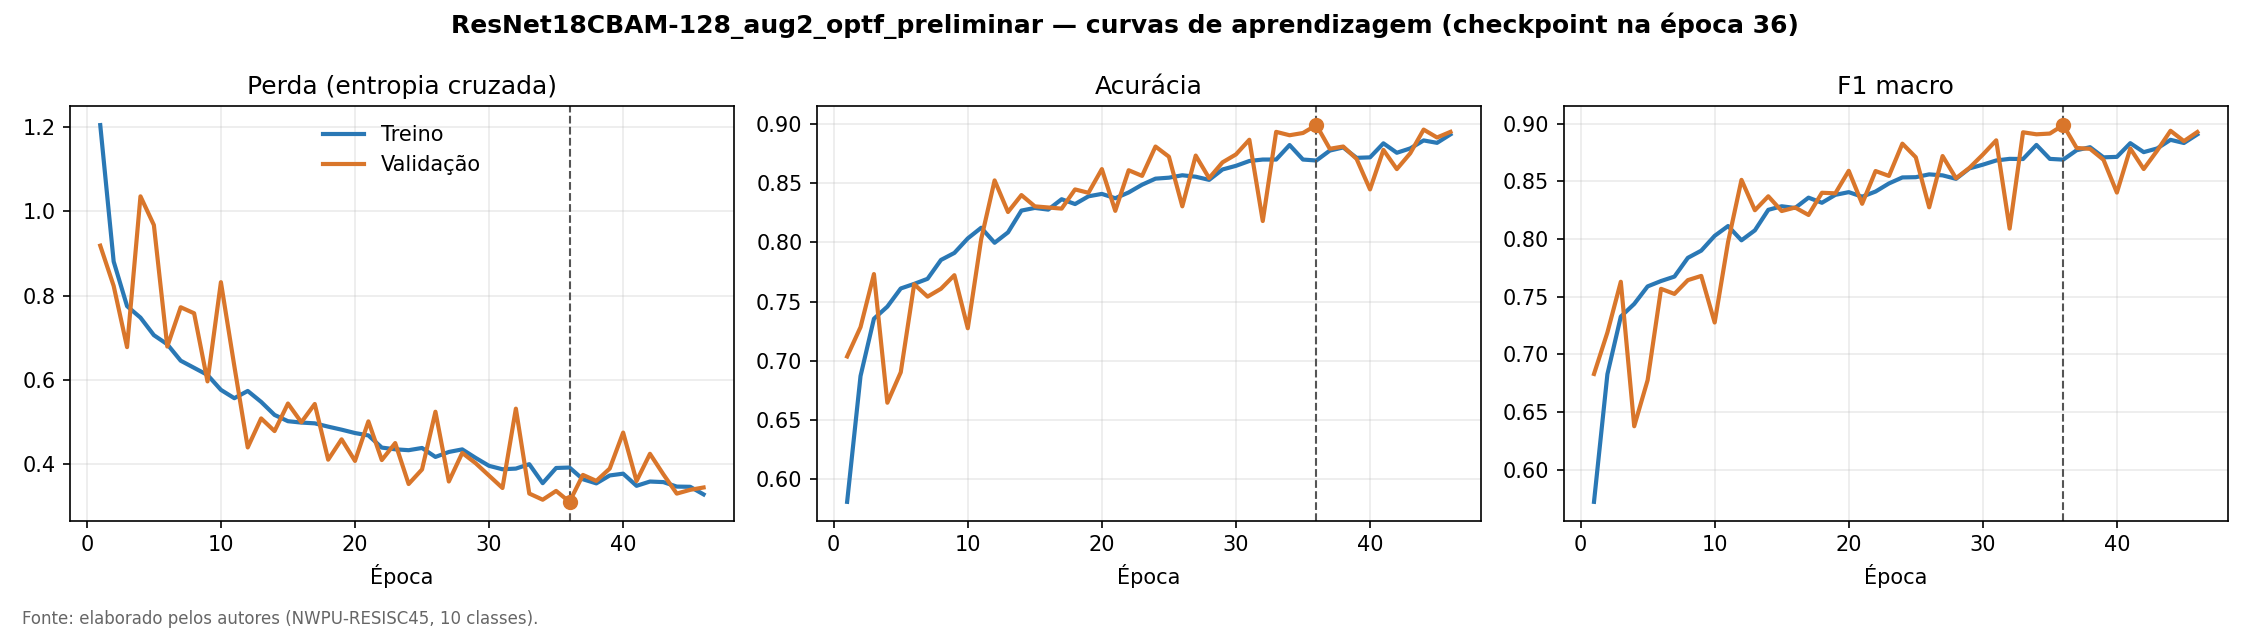 ResNet18CBAM-128_aug2_optf_preliminar — curvas de aprendizagem (checkpoint na época 36)
Perda (entropia cruzada)
1.2
1.0
0.8
0.6
0.4
Treino
Validação
0 10 20 30 40
Época
Acurácia
0.90
0.85
0.80
0.75
0.70
0.65
0.60
0 10 20 30 40
Época
F1 macro
0.90
0.85
0.80
0.75
0.70
0.65
0.60
0 10 20 30 40
Época
Fonte: elaborado pelos autores (NWPU-RESISC45, 10 classes).